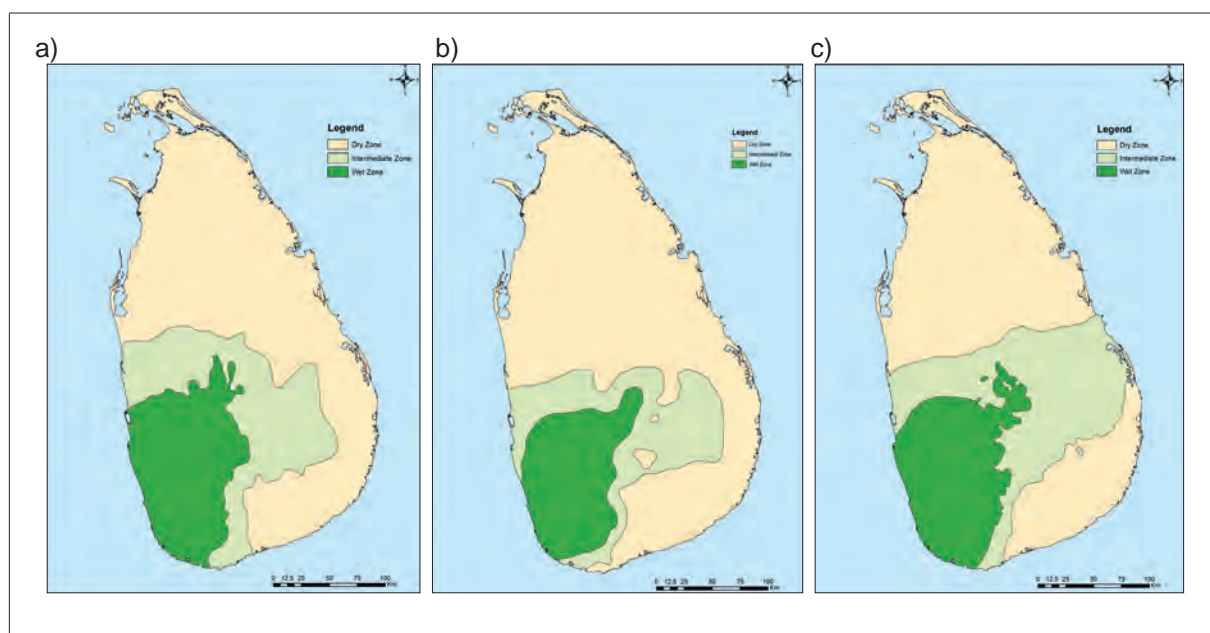 a)
Legend
Dry Zone
Intermediate Zone
Wet Zone
0 12.5 25 50 75 100
Km
b)
Legend
Dry Zone
Intermediate Zone
Wet Zone
0 12.5 25 50 75 100
Km
c)
Legend
Dry Zone
Intermediate Zone
Wet Zone
0 12.5 25 50 75 100
Km